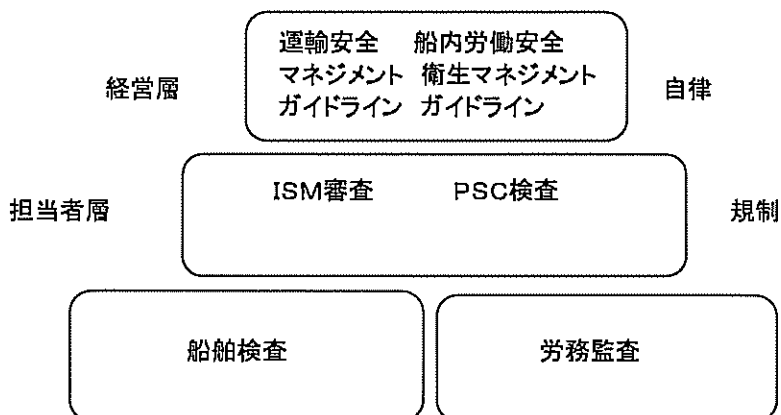 運輸安全 船内労働安全
マネジメント 衛生マネジメント
ガイドライン ガイドライン
経営層
自律
ISM審査 PSC検査
担当者層
規制
船舶検査
労務監査